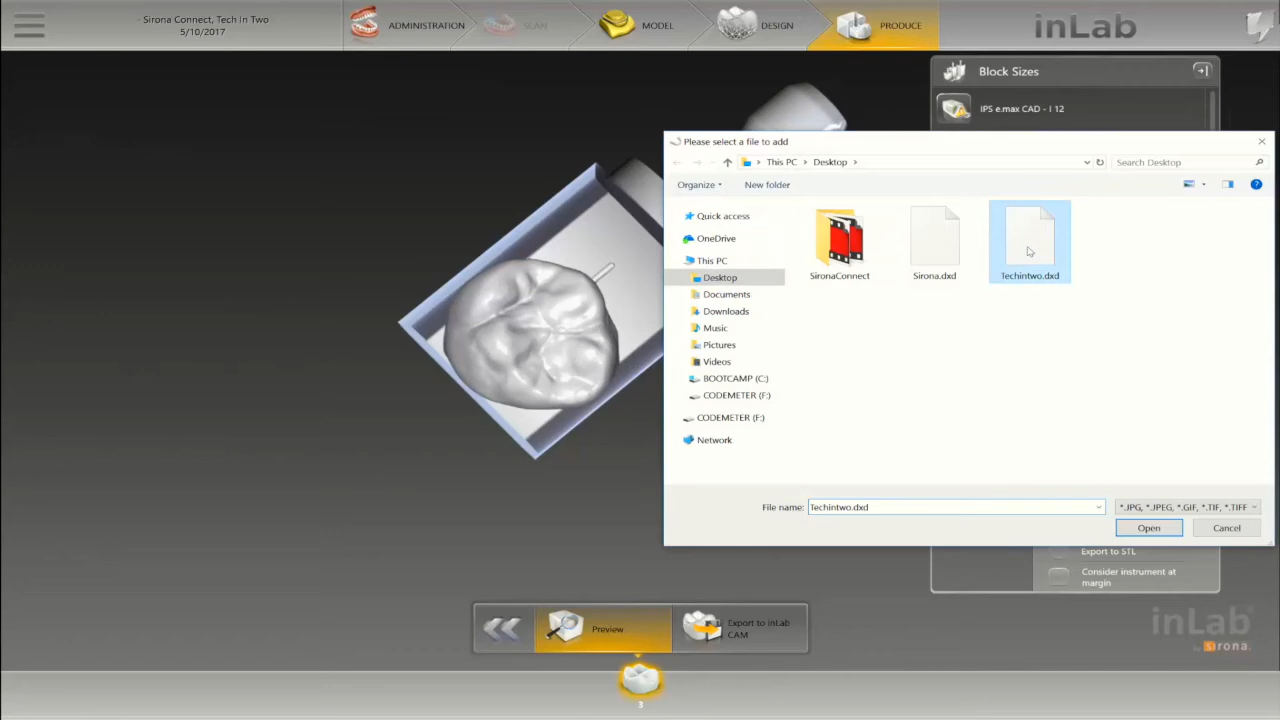 - Sirona Connect, Tech In Two
5/10/2017
ADMINISTRATION
SCAN
MODEL
DESIGN
PRODUCE
inLab
Block Sizes
IPS e.max CAD - I 12
Please select a file to add
This PC
Desktop
Search Desktop
Organize
New folder
Quick access
OneDrive
This PC
Desktop
Documents
Downloads
Music
Pictures
Videos
BOOTCAMP (C:)
CODEMETER (F:)
CODEMETER (F:)
Network
SironaConnect
Sirona.dxd
Techintwo.dxd
File name:
Techintwo.dxd
*.JPG, *.JPEG, *.GIF, *.TIF, *.TIFF
Open
Cancel
Export to STL
Consider instrument at
margin
Preview
Export to inLab
CAM
inLab
by sirona.
3